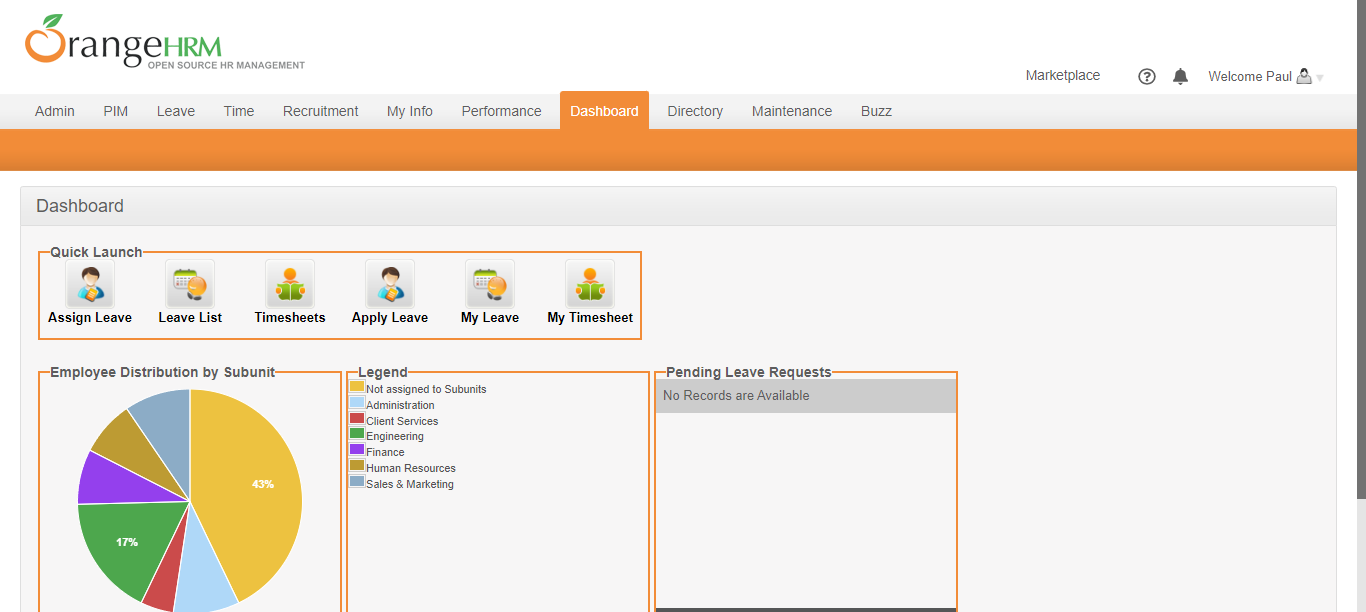 OrangeHRM
OPEN SOURCE HR MANAGEMENT
Marketplace ? Welcome Paul
Admin PIM Leave Time Recruitment My Info Performance Dashboard Directory Maintenance Buzz
Dashboard
Quick Launch
Assign Leave Leave List Timesheets Apply Leave My Leave My Timesheet
Employee Distribution by Subunit
43%
17%
Legend
Not assigned to Subunits
Administration
Client Services
Engineering
Finance
Human Resources
Sales & Marketing
Pending Leave Requests
No Records are Available